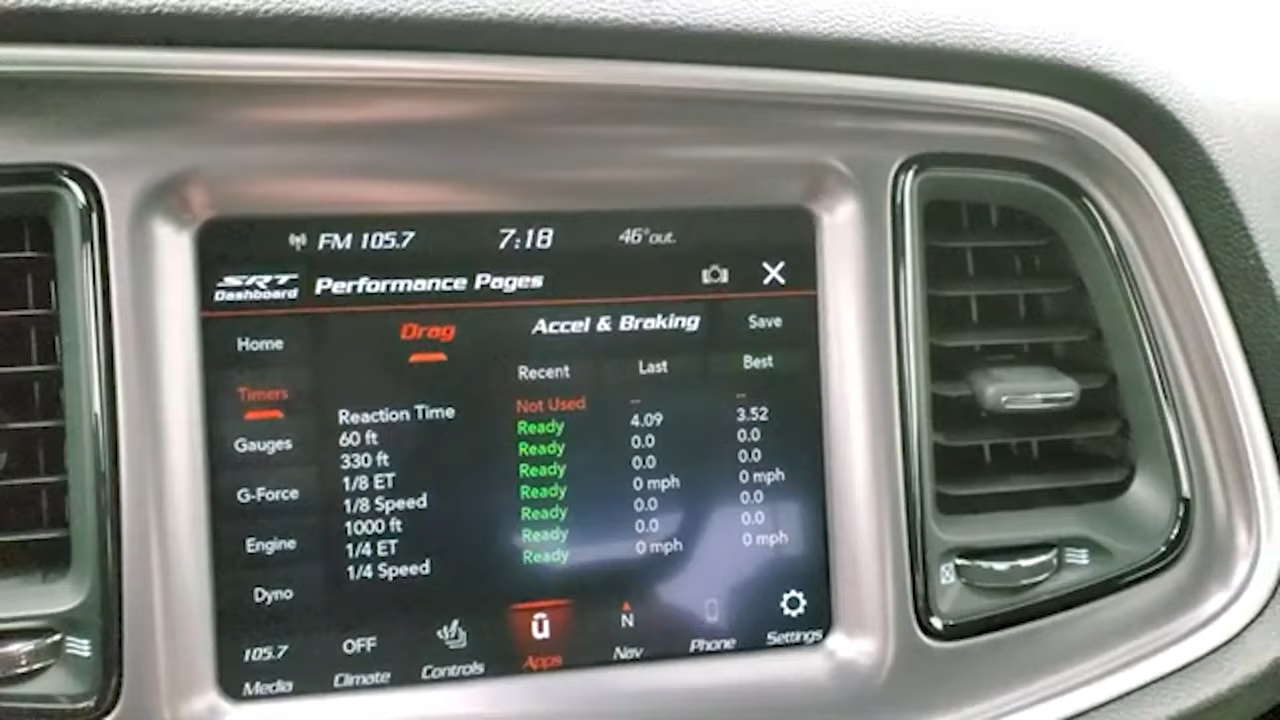 FM 105.7 7:18 46°out.
SRT Dashboard Performance Pages
Home Drag Accel & Braking Save
Recent Last Best
Timers
Reaction Time Not Used -- --
60 ft Ready 4.09 3.52
330 ft Ready 0.0 0.0
1/8 ET Ready 0.0 0.0
1/8 Speed Ready 0 mph 0 mph
1000 ft Ready 0.0 0.0
1/4 ET Ready 0.0 0.0
1/4 Speed Ready 0 mph 0 mph
Gauges
G-Force
Engine
Dyno
105.7 OFF û N
Media Climate Controls Apps Nav Phone Settings